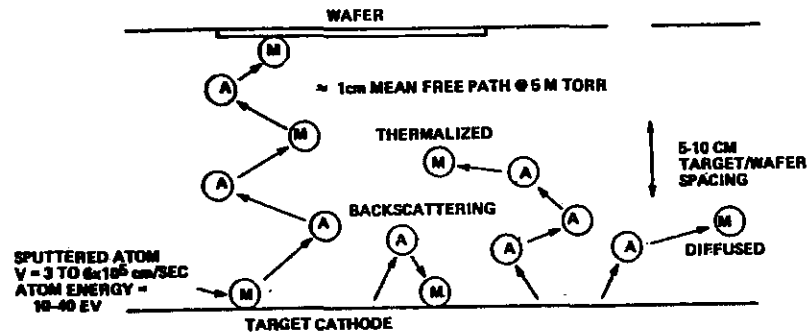 WAFER
M
A
≈ 1cm MEAN FREE PATH @ 5 M TORR
M
THERMALIZED
M
A
5-10 CM
TARGET/WAFER
SPACING
A
BACKSCATTERING
A
A
M
A
A
A
DIFFUSED
SPUTTERED ATOM
V = 3 TO 6x10⁵ cm/SEC
ATOM ENERGY =
10-40 EV
M
M
TARGET CATHODE